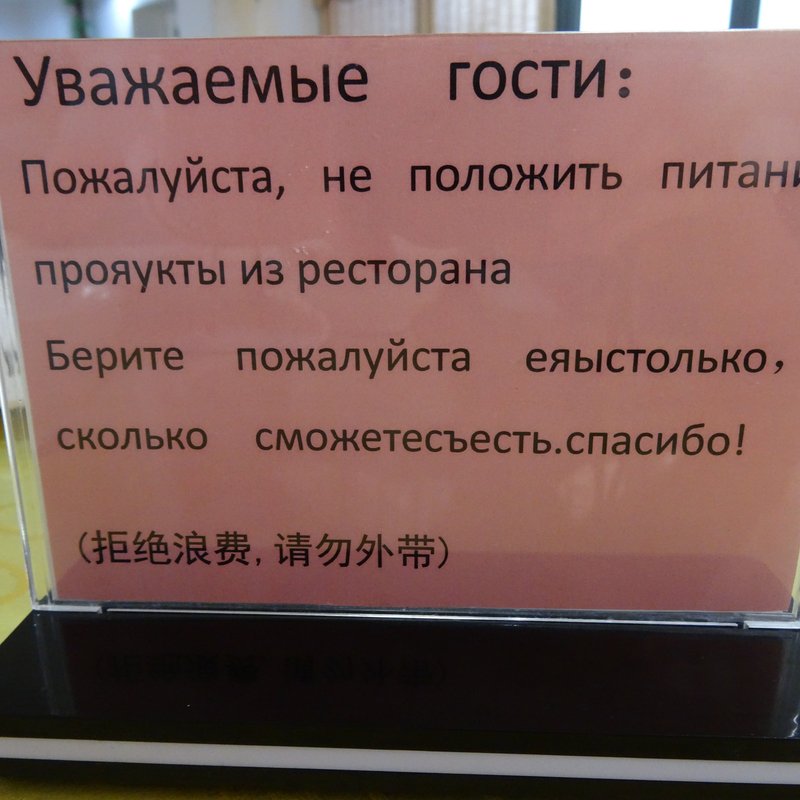 Уважаемые гости:
Пожалуйста, не положить питани
прояукты из ресторана
Берите пожалуйста еяыстолько,
сколько сможетесъесть.спасибо!
(拒绝浪费,请勿外带)